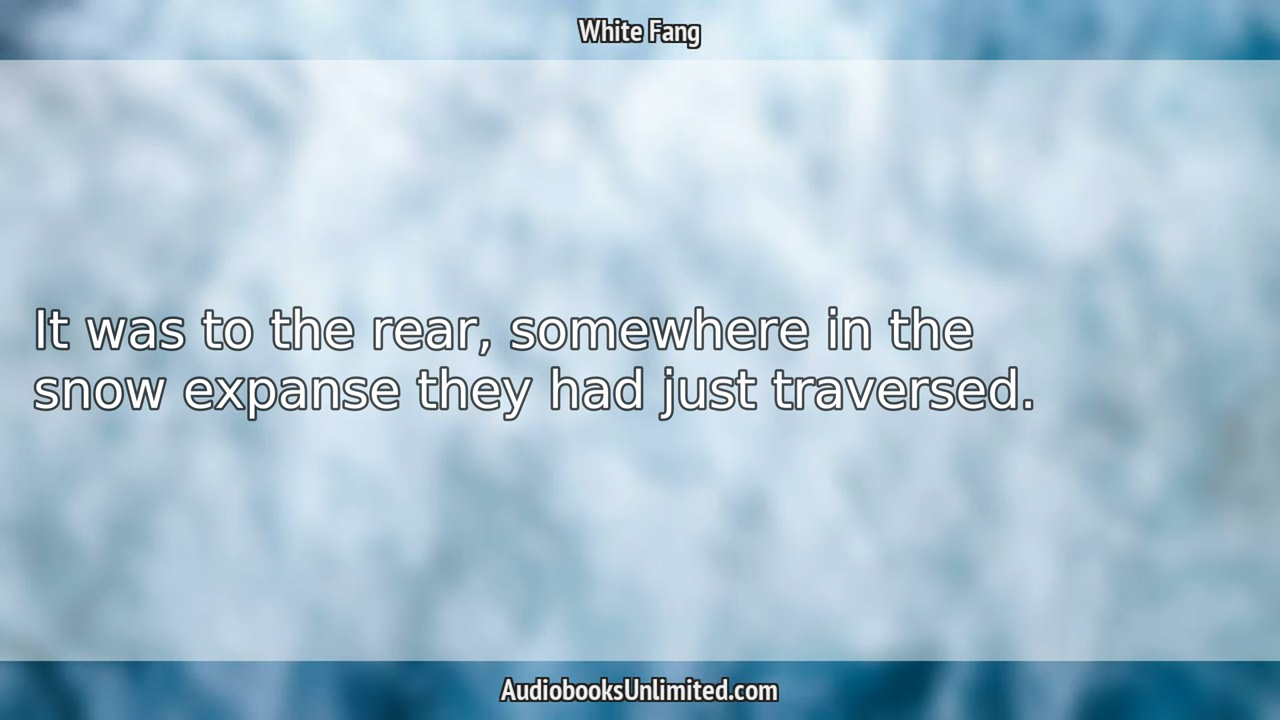 White Fang
It was to the rear, somewhere in the
snow expanse they had just traversed.
AudiobooksUnlimited.com